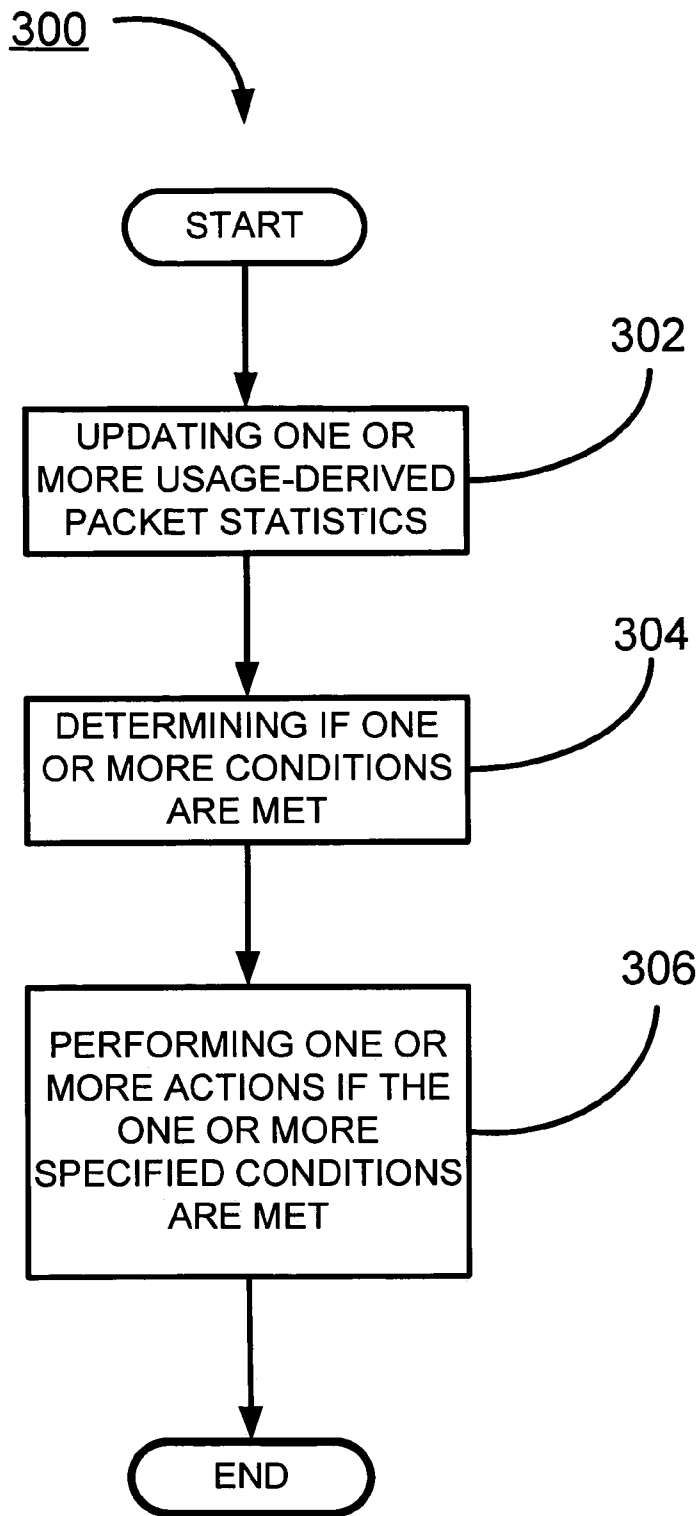 300
START
302
UPDATING ONE OR
MORE USAGE-DERIVED
PACKET STATISTICS
304
DETERMINING IF ONE
OR MORE CONDITIONS
ARE MET
306
PERFORMING ONE OR
MORE ACTIONS IF THE
ONE OR MORE
SPECIFIED CONDITIONS
ARE MET
END